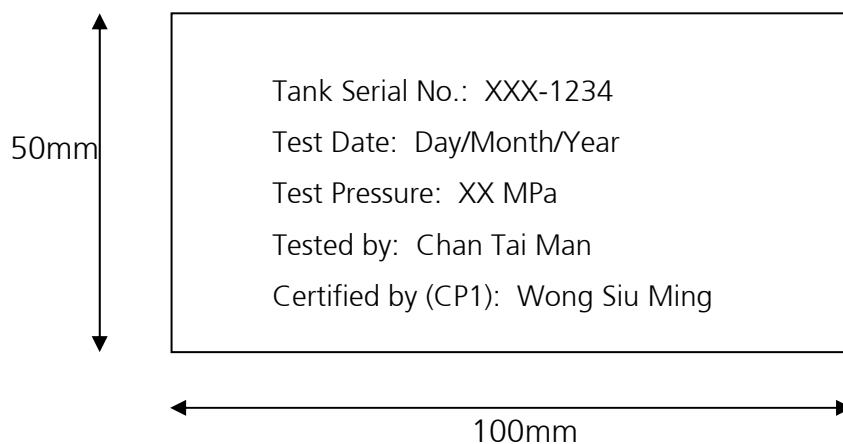 Tank Serial No.: XXX-1234
50mm
Test Date: Day/Month/Year
Test Pressure: XX MPa
Tested by: Chan Tai Man
Certified by (CP1): Wong Siu Ming
100mm